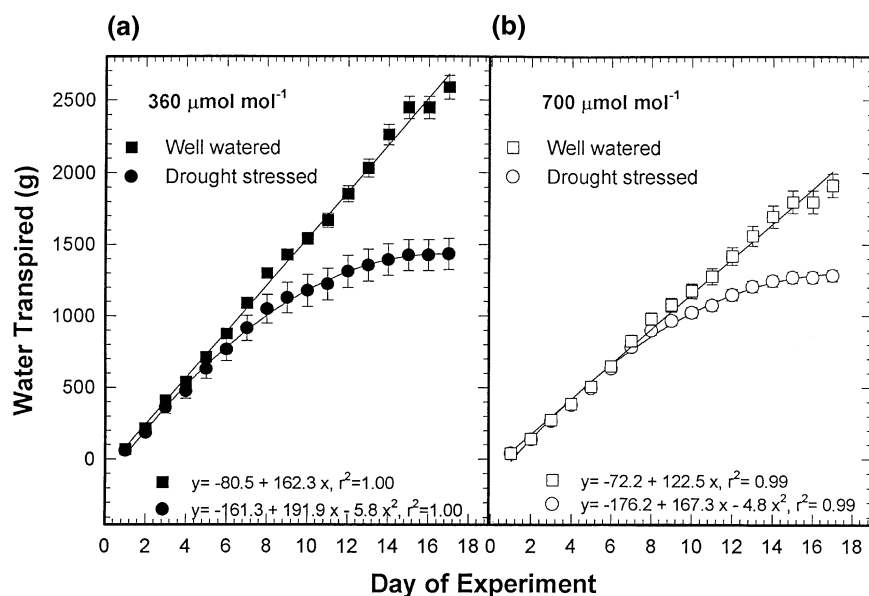 (a)
(b)
360 μmol mol⁻¹
700 μmol mol⁻¹
Well watered
Drought stressed
Well watered
Drought stressed
Water Transpired (g)
2500
2000
1500
1000
500
0
y= -80.5 + 162.3 x, r²=1.00
y= -161.3 + 191.9 x - 5.8 x², r²=1.00
y= -72.2 + 122.5 x, r²= 0.99
y= -176.2 + 167.3 x - 4.8 x², r²= 0.99
0 2 4 6 8 10 12 14 16 18
0 2 4 6 8 10 12 14 16 18
Day of Experiment